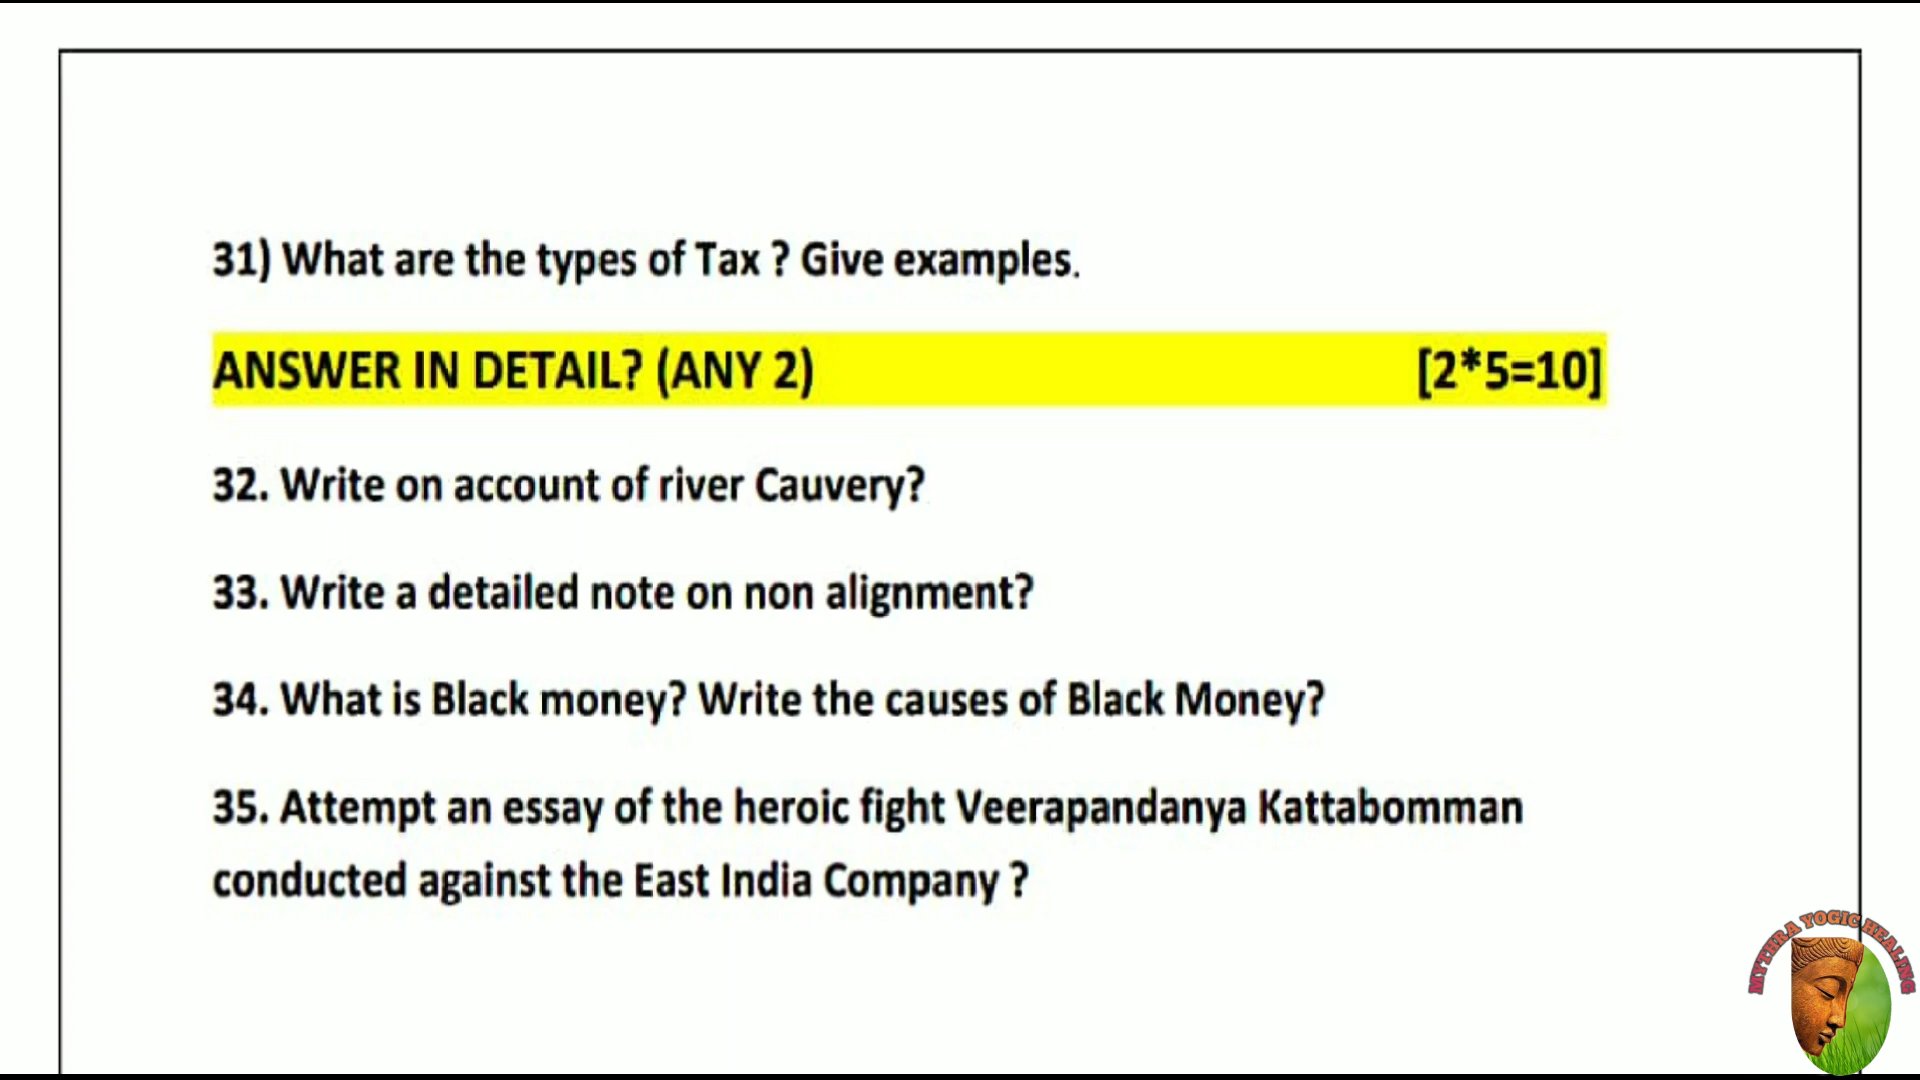 31) What are the types of Tax ? Give examples.
ANSWER IN DETAIL? (ANY 2) [2*5=10]
32. Write on account of river Cauvery?
33. Write a detailed note on non alignment?
34. What is Black money? Write the causes of Black Money?
35. Attempt an essay of the heroic fight Veerapandanya Kattabomman
conducted against the East India Company ?
MYTHRA YOGIC HEALING